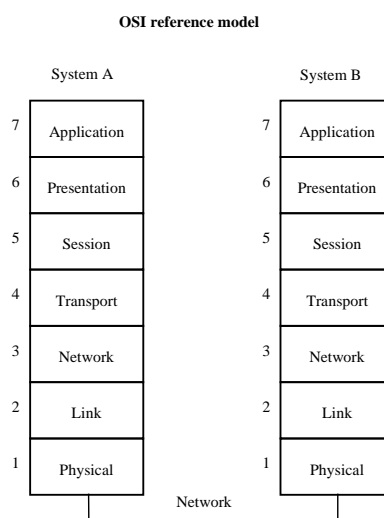 OSI reference model
System A System B
7 Application 7 Application
6 Presentation 6 Presentation
5 Session 5 Session
4 Transport 4 Transport
3 Network 3 Network
2 Link 2 Link
1 Physical 1 Physical
Network